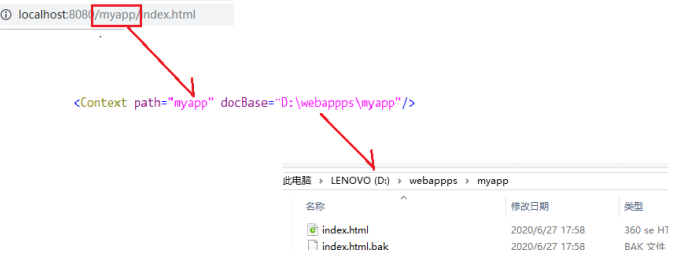 localhost:8080/myapp/index.html
<Context path="myapp" docBase="D:\webappps\myapp"/>
此电脑 › LENOVO (D:) › webappps › myapp
名称 修改日期 类型
index.html 2020/6/27 17:58 360 se HT
index.html.bak 2020/6/27 17:58 BAK 文件